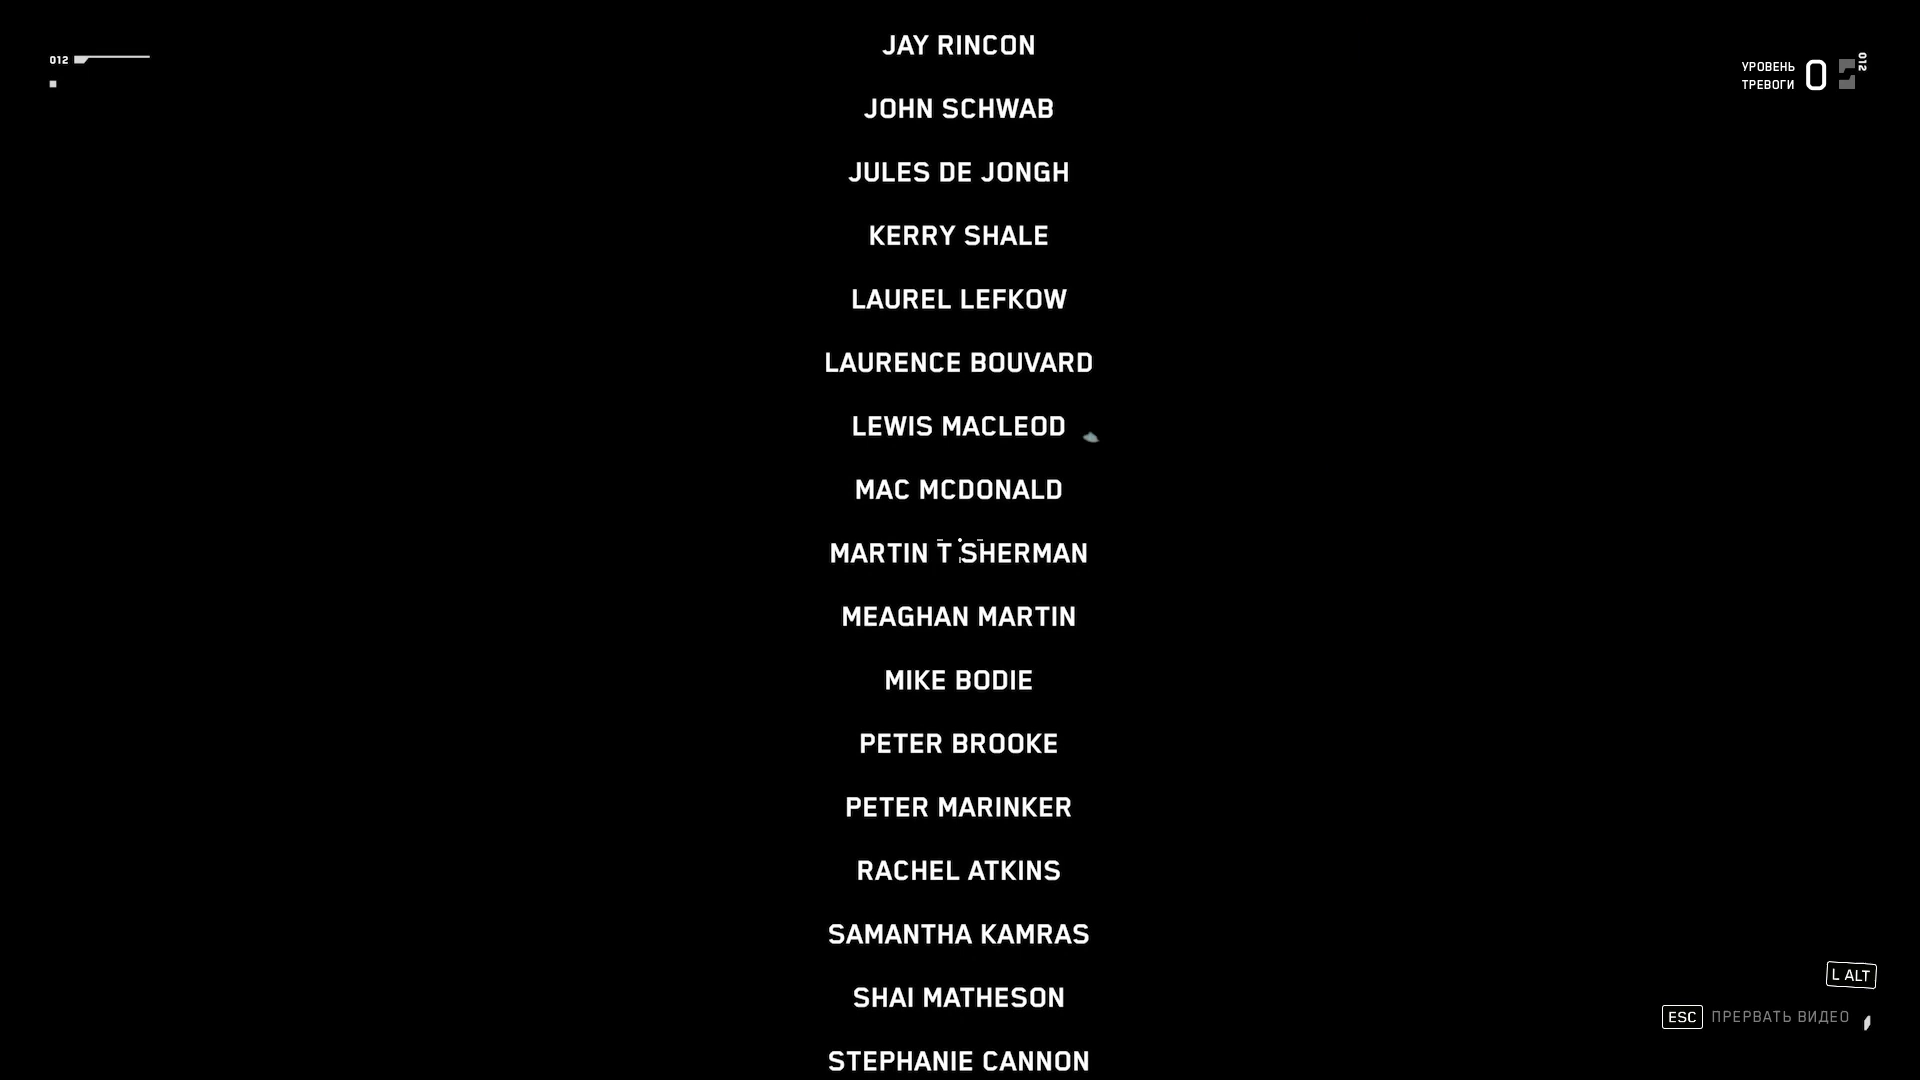 012
УРОВЕНЬ
ТРЕВОГИ
0
012
JAY RINCON
JOHN SCHWAB
JULES DE JONGH
KERRY SHALE
LAUREL LEFKOW
LAURENCE BOUVARD
LEWIS MACLEOD
MAC MCDONALD
MARTIN T SHERMAN
MEAGHAN MARTIN
MIKE BODIE
PETER BROOKE
PETER MARINKER
RACHEL ATKINS
SAMANTHA KAMRAS
SHAI MATHESON
STEPHANIE CANNON
L ALT
ESC ПРЕРВАТЬ ВИДЕО